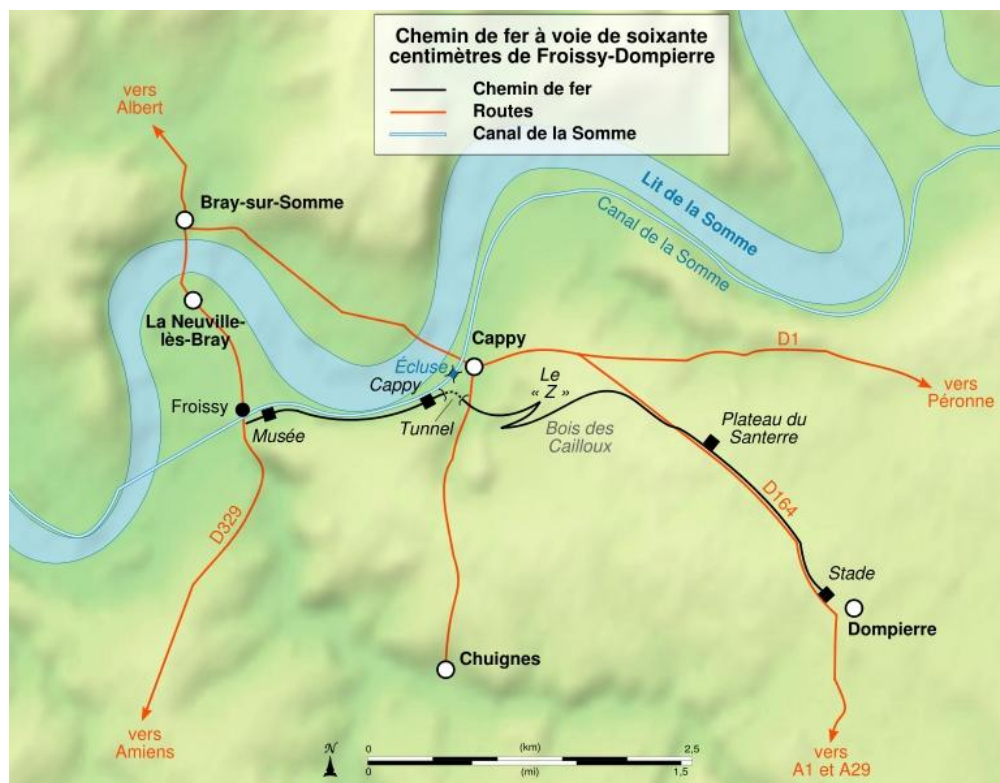 Chemin de fer à voie de soixante
centimètres de Froissy-Dompierre
Chemin de fer
Routes
Canal de la Somme
vers
Albert
Bray-sur-Somme
Lit de la Somme
Canal de la Somme
La Neuville-
lès-Bray
Cappy
D1
Écluse
Cappy
Le
« Z »
vers
Péronne
Froissy
Musée
Tunnel
Bois des
Cailloux
Plateau du
Santerre
D329
D164
Stade
Dompierre
Chuignes
vers
Amiens
N
0
(km)
2,5
0
(mi)
1,5
vers
A1 et A29